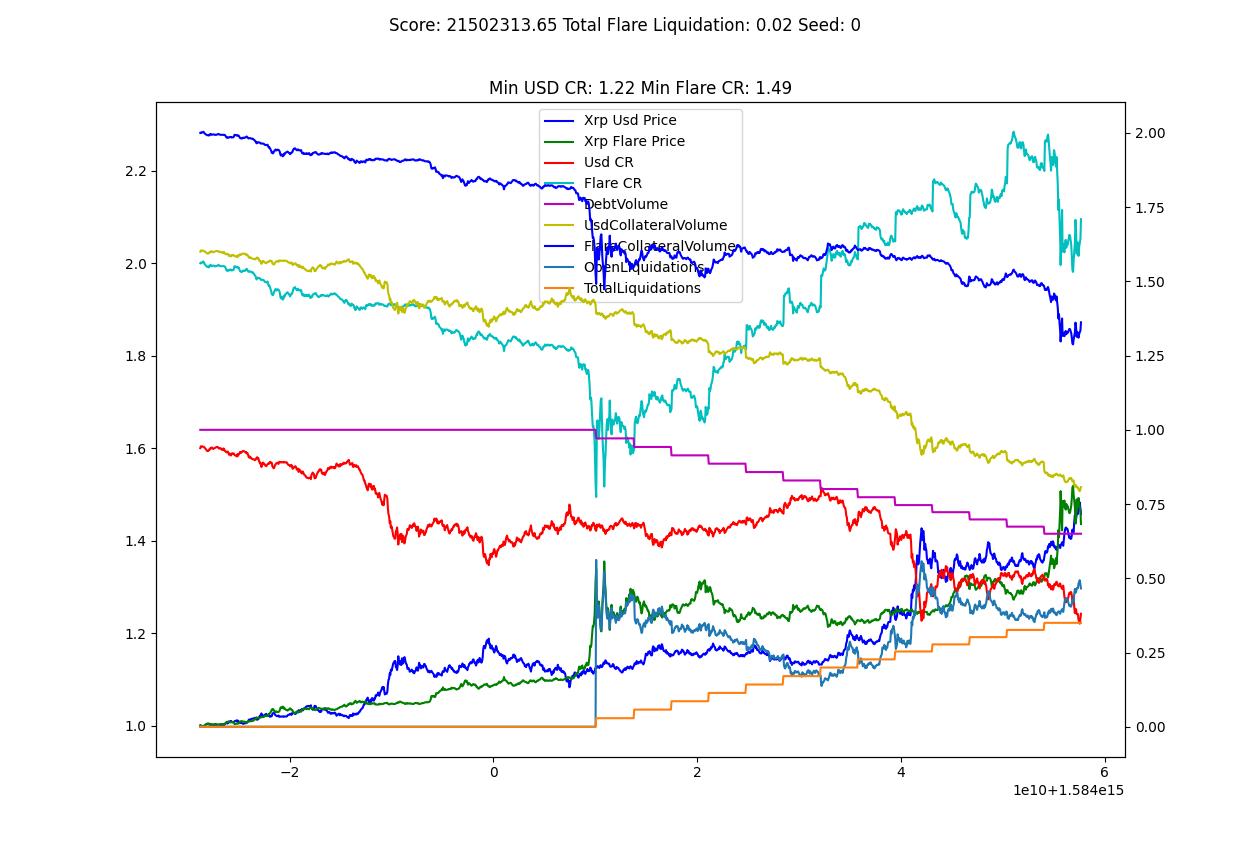 Score: 21502313.65 Total Flare Liquidation: 0.02 Seed: 0
Min USD CR: 1.22 Min Flare CR: 1.49
Xrp Usd Price
Xrp Flare Price
Usd CR
Flare CR
DebtVolume
UsdCollateralVolume
FlareCollateralVolume
OpenLiquidations
TotalLiquidations
2.2
2.0
1.8
1.6
1.4
1.2
1.0
2.00
1.75
1.50
1.25
1.00
0.75
0.50
0.25
0.00
−2 0 2 4 6
1e10+1.584e15